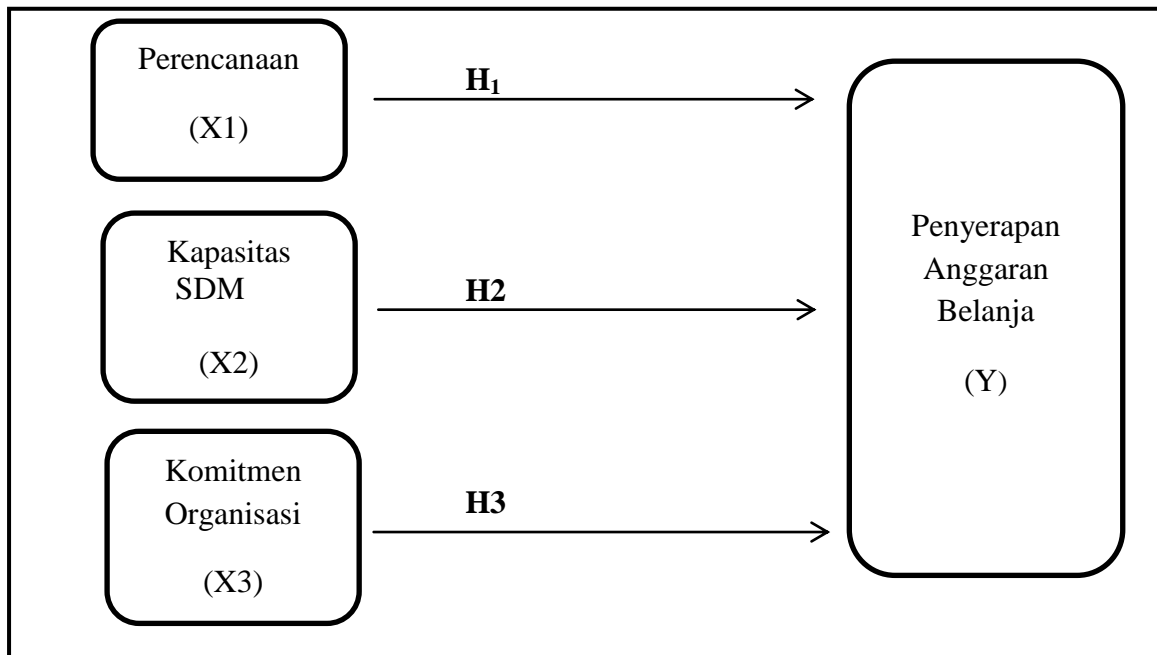 Perencanaan
(X1)
H₁
Kapasitas
SDM
(X2)
H2
Komitmen
Organisasi
(X3)
H3
Penyerapan
Anggaran
Belanja
(Y)